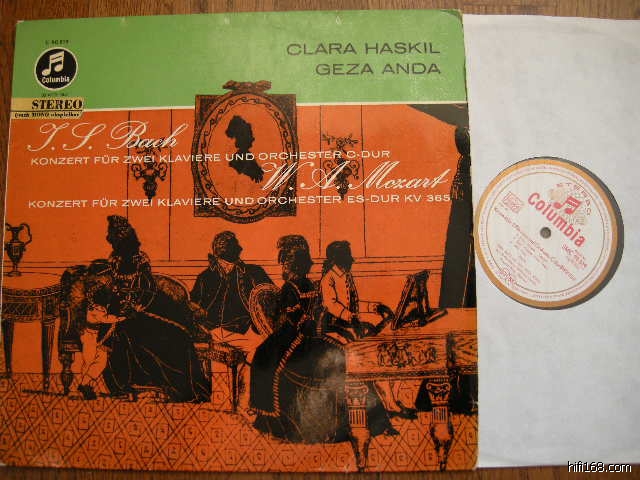 Columbia
STEREO
CLARA HASKIL
GEZA ANDA
J. S. Bach
KONZERT FÜR ZWEI KLAVIERE UND ORCHESTER C-DUR
W. A. Mozart
KONZERT FÜR ZWEI KLAVIERE UND ORCHESTER ES-DUR KV 365
STEREO
Columbia
hifi168.com